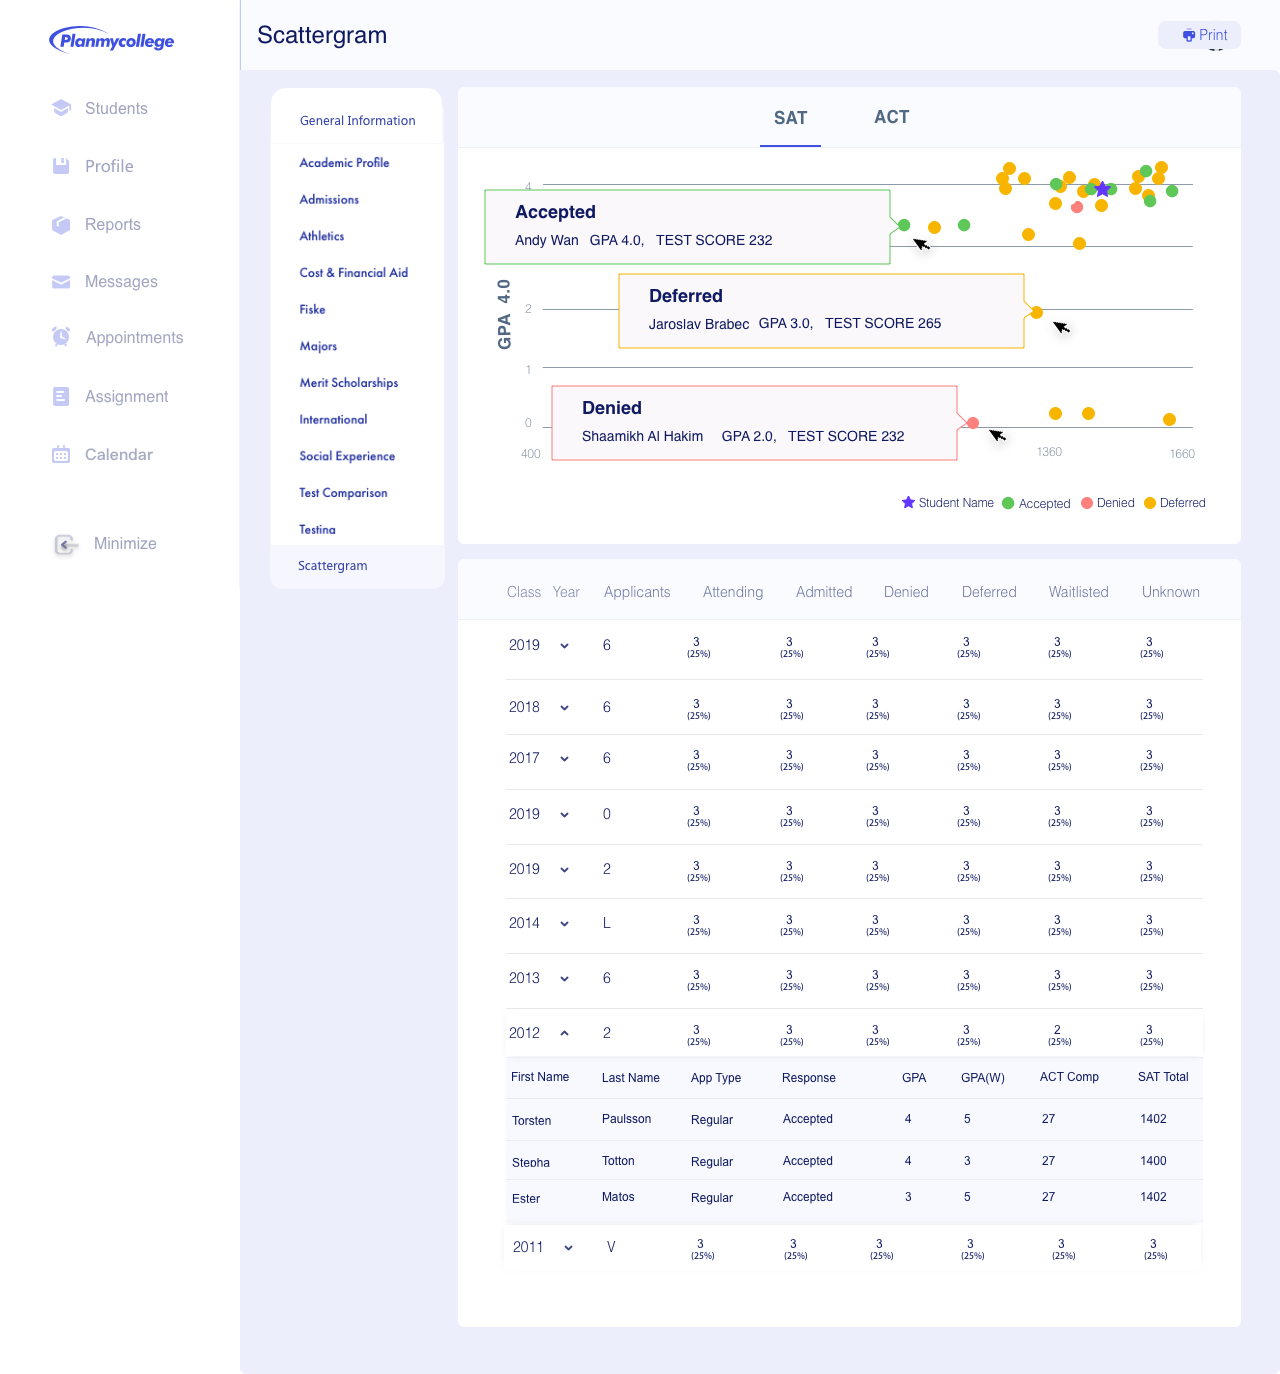 Planmycollege
Scattergram
Print
Students
Profile
Reports
Messages
Appointments
Assignment
Calendar
Minimize
General Information
Academic Profile
Admissions
Athletics
Cost & Financial Aid
Fiske
Majors
Merit Scholarships
International
Social Experience
Test Comparison
Testing
Scattergram
SAT ACT
4
Accepted
Andy Wan GPA 4.0, TEST SCORE 232
GPA 4.0
2
Deferred
Jaroslav Brabec GPA 3.0, TEST SCORE 265
1
Denied
0
Shaamikh Al Hakim GPA 2.0, TEST SCORE 232
400 1360 1660
Student Name Accepted Denied Deferred
Class Year Applicants Attending Admitted Denied Deferred Waitlisted Unknown
2019 6 3 3 3 3 3 3
(25%) (25%) (25%) (25%) (25%) (25%)
2018 6 3 3 3 3 3 3
(25%) (25%) (25%) (25%) (25%) (25%)
2017 6 3 3 3 3 3 3
(25%) (25%) (25%) (25%) (25%) (25%)
2019 0 3 3 3 3 3 3
(25%) (25%) (25%) (25%) (25%) (25%)
2019 2 3 3 3 3 3 3
(25%) (25%) (25%) (25%) (25%) (25%)
2014 L 3 3 3 3 3 3
(25%) (25%) (25%) (25%) (25%) (25%)
2013 6 3 3 3 3 3 3
(25%) (25%) (25%) (25%) (25%) (25%)
2012 2 3 3 3 3 2 3
(25%) (25%) (25%) (25%) (25%) (25%)
First Name Last Name App Type Response GPA GPA(W) ACT Comp SAT Total
Torsten Paulsson Regular Accepted 4 5 27 1402
Stepha Totton Regular Accepted 4 3 27 1400
Ester Matos Regular Accepted 3 5 27 1402
2011 V 3 3 3 3 3 3
(25%) (25%) (25%) (25%) (25%) (25%)